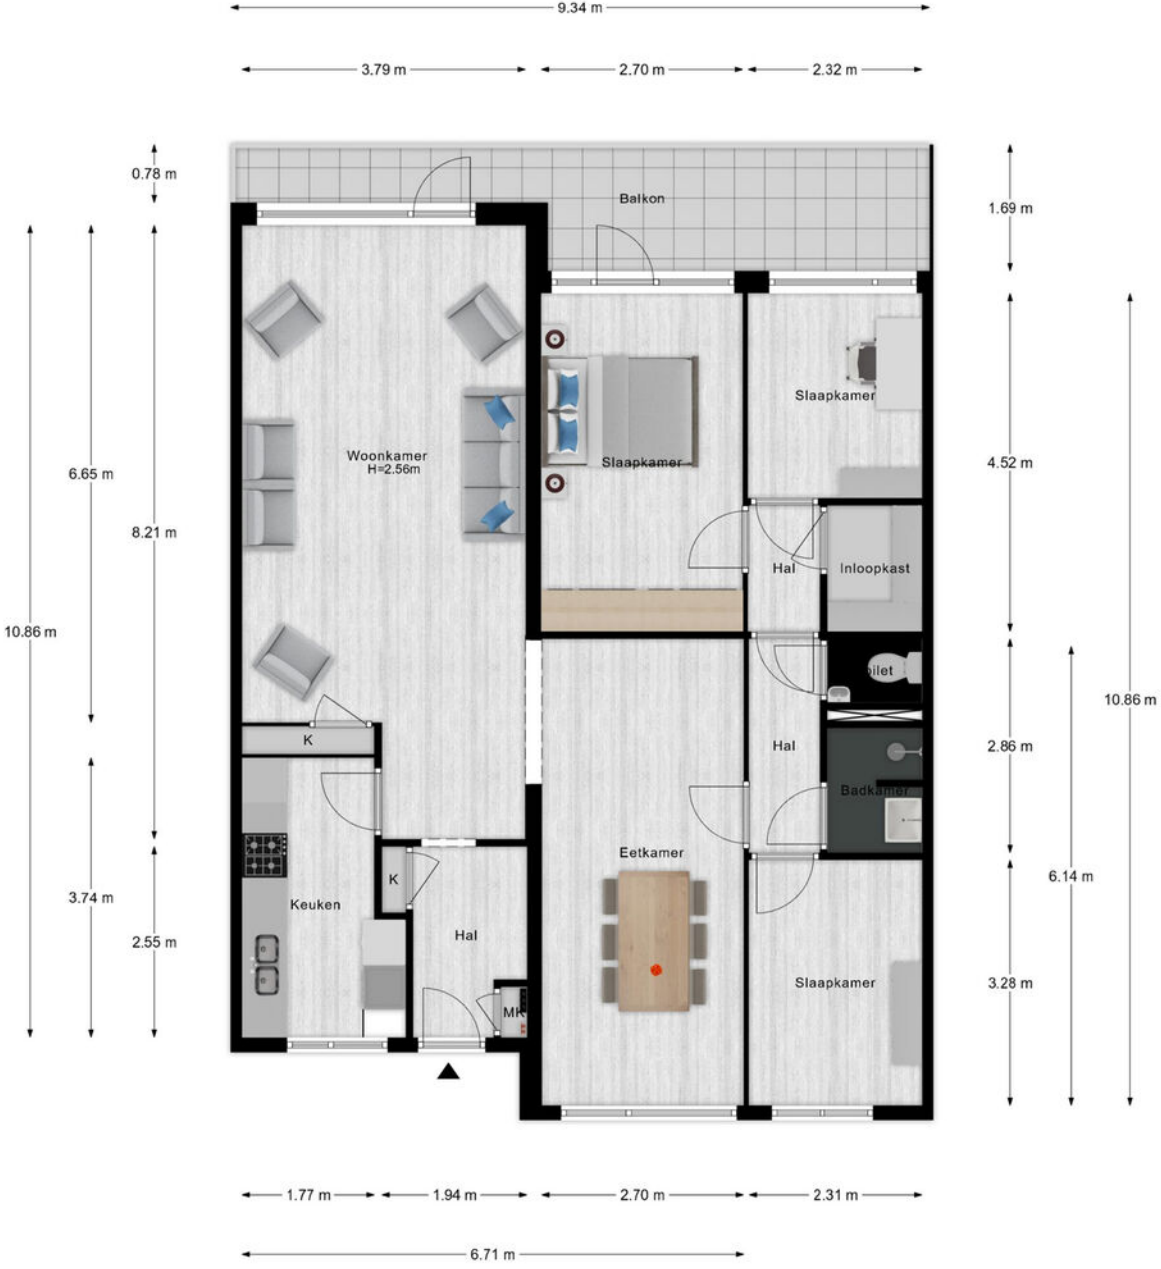 9.34 m
3.79 m
2.70 m
2.32 m
0.78 m
Balkon
1.69 m
Slaapkamer
Woonkamer
H=2.56m
Slaapkamer
4.52 m
6.65 m
8.21 m
Hal
Inloopkast
10.86 m
10.86 m
K
Hal
2.86 m
Badkamer
Eetkamer
K
6.14 m
3.74 m
Keuken
Hal
2.55 m
Slaapkamer
3.28 m
MK
1.77 m
1.94 m
2.70 m
2.31 m
6.71 m